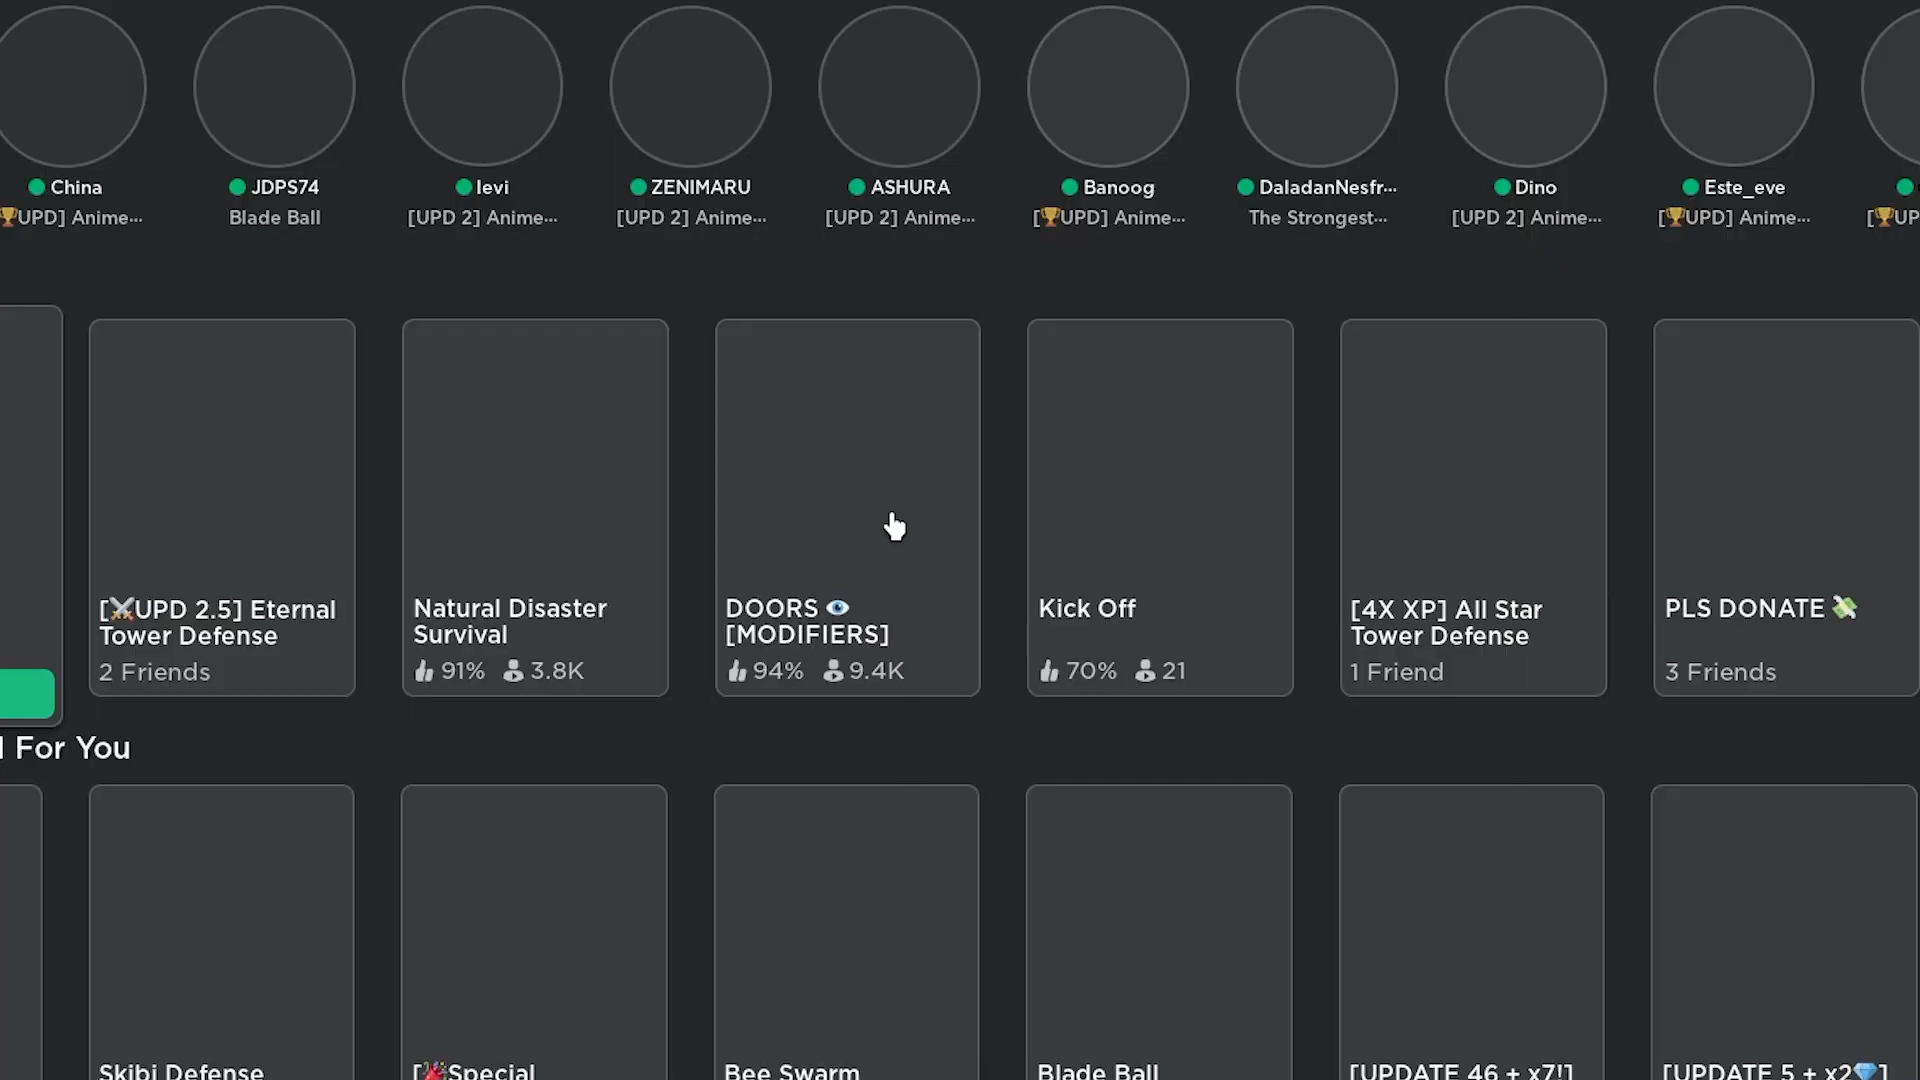 China
🏆UPD] Anime...
JDPS74
Blade Ball
levi
[UPD 2] Anime...
ZENIMARU
[UPD 2] Anime...
ASHURA
[UPD 2] Anime...
Banoog
[🏆UPD] Anime...
DaladanNesfr...
The Strongest...
Dino
[UPD 2] Anime...
Este_eve
[🏆UPD] Anime...
[🏆UP
[⚔️UPD 2.5] Eternal
Tower Defense
2 Friends
Natural Disaster
Survival
91% 3.8K
DOORS 👁️
[MODIFIERS]
94% 9.4K
Kick Off
70% 21
[4X XP] All Star
Tower Defense
1 Friend
PLS DONATE 💸
3 Friends
For You
Skibi Defense
[🎉Special
Bee Swarm
Blade Ball
[UPDATE 46 + x7!]
[UPDATE 5 + x2💎]